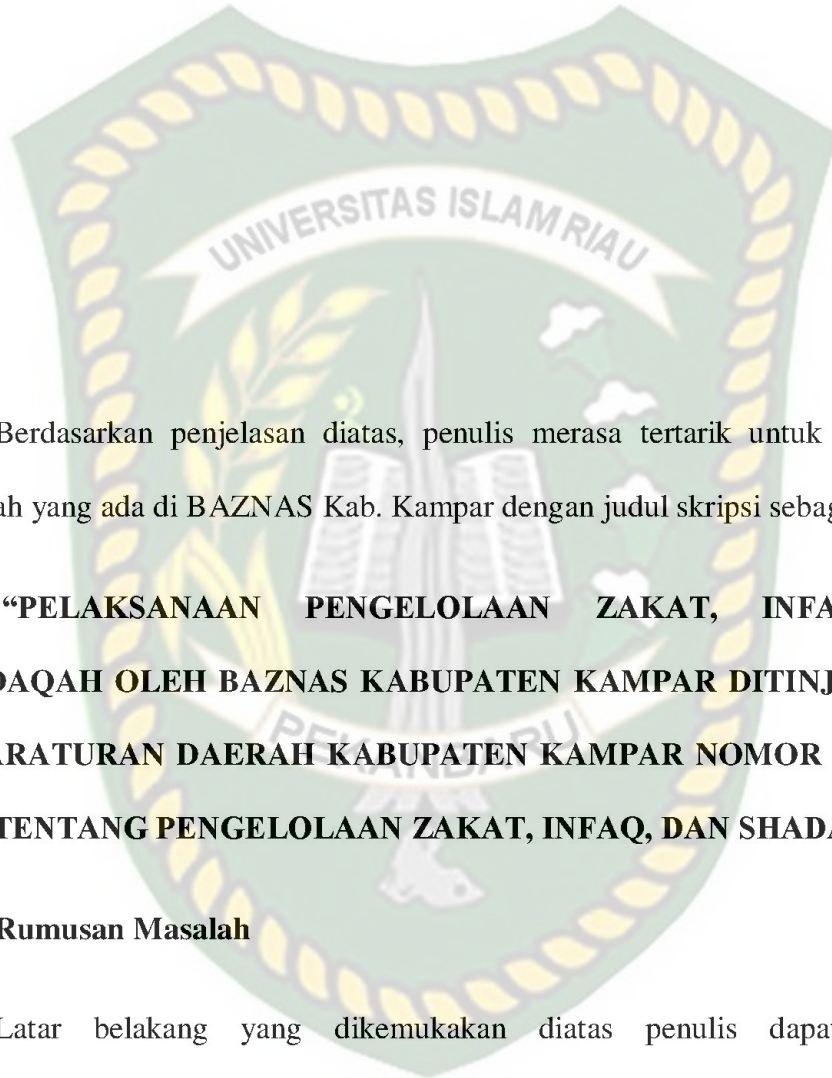 UNIVERSITAS ISLAM RIAU
Berdasarkan penjelasan diatas, penulis merasa tertarik untuk
ah yang ada di BAZNAS Kab. Kampar dengan judul skripsi sebag
“PELAKSANAAN PENGELOLAAN ZAKAT, INFA
DAQAH OLEH BAZNAS KABUPATEN KAMPAR DITINJ
ARATURAN DAERAH KABUPATEN KAMPAR NOMOR
PEKANBARU
TENTANG PENGELOLAAN ZAKAT, INFAQ, DAN SHADA
Rumusan Masalah
Latar belakang yang dikemukakan diatas penulis dapa